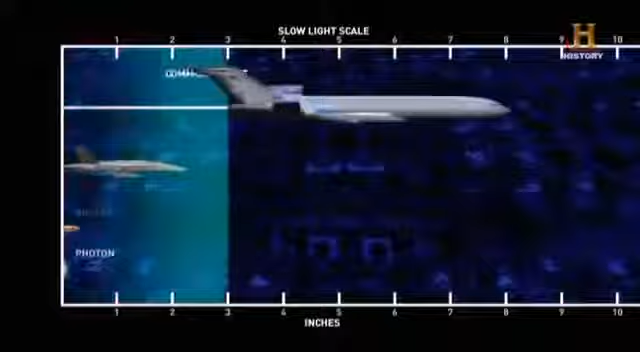 SLOW LIGHT SCALE
1 2 3 4 5 6 7 8 9 10
H
HISTORY
PHOTON
1 2 3 4 5 6 7 8 9 10
INCHES